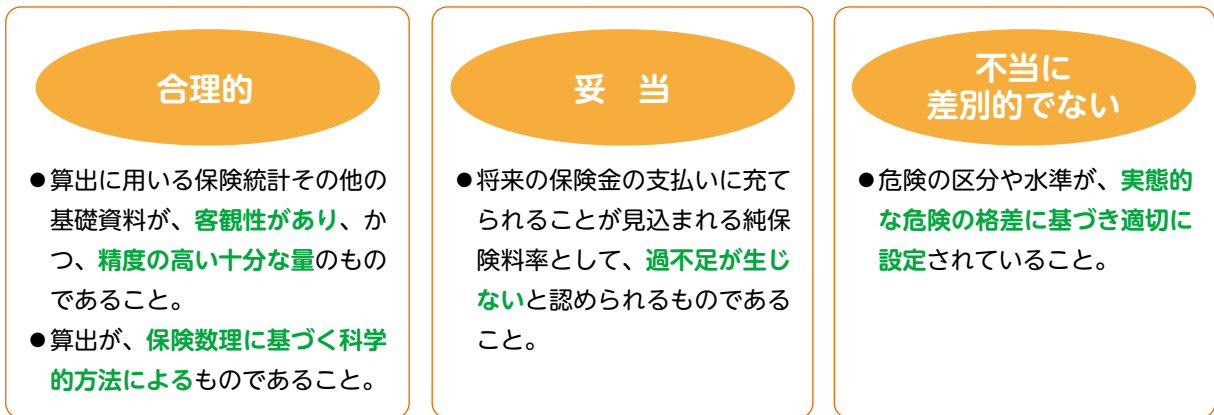 合理的
●算出に用いる保険統計その他の
基礎資料が、客観性があり、か
つ、精度の高い十分な量のもの
であること。
●算出が、保険数理に基づく科学
的方法によるものであること。
妥　当
●将来の保険金の支払いに充て
られることが見込まれる純保
険料率として、過不足が生じ
ないと認められるものである
こと。
不当に
差別的でない
●危険の区分や水準が、実態的
な危険の格差に基づき適切に
設定されていること。